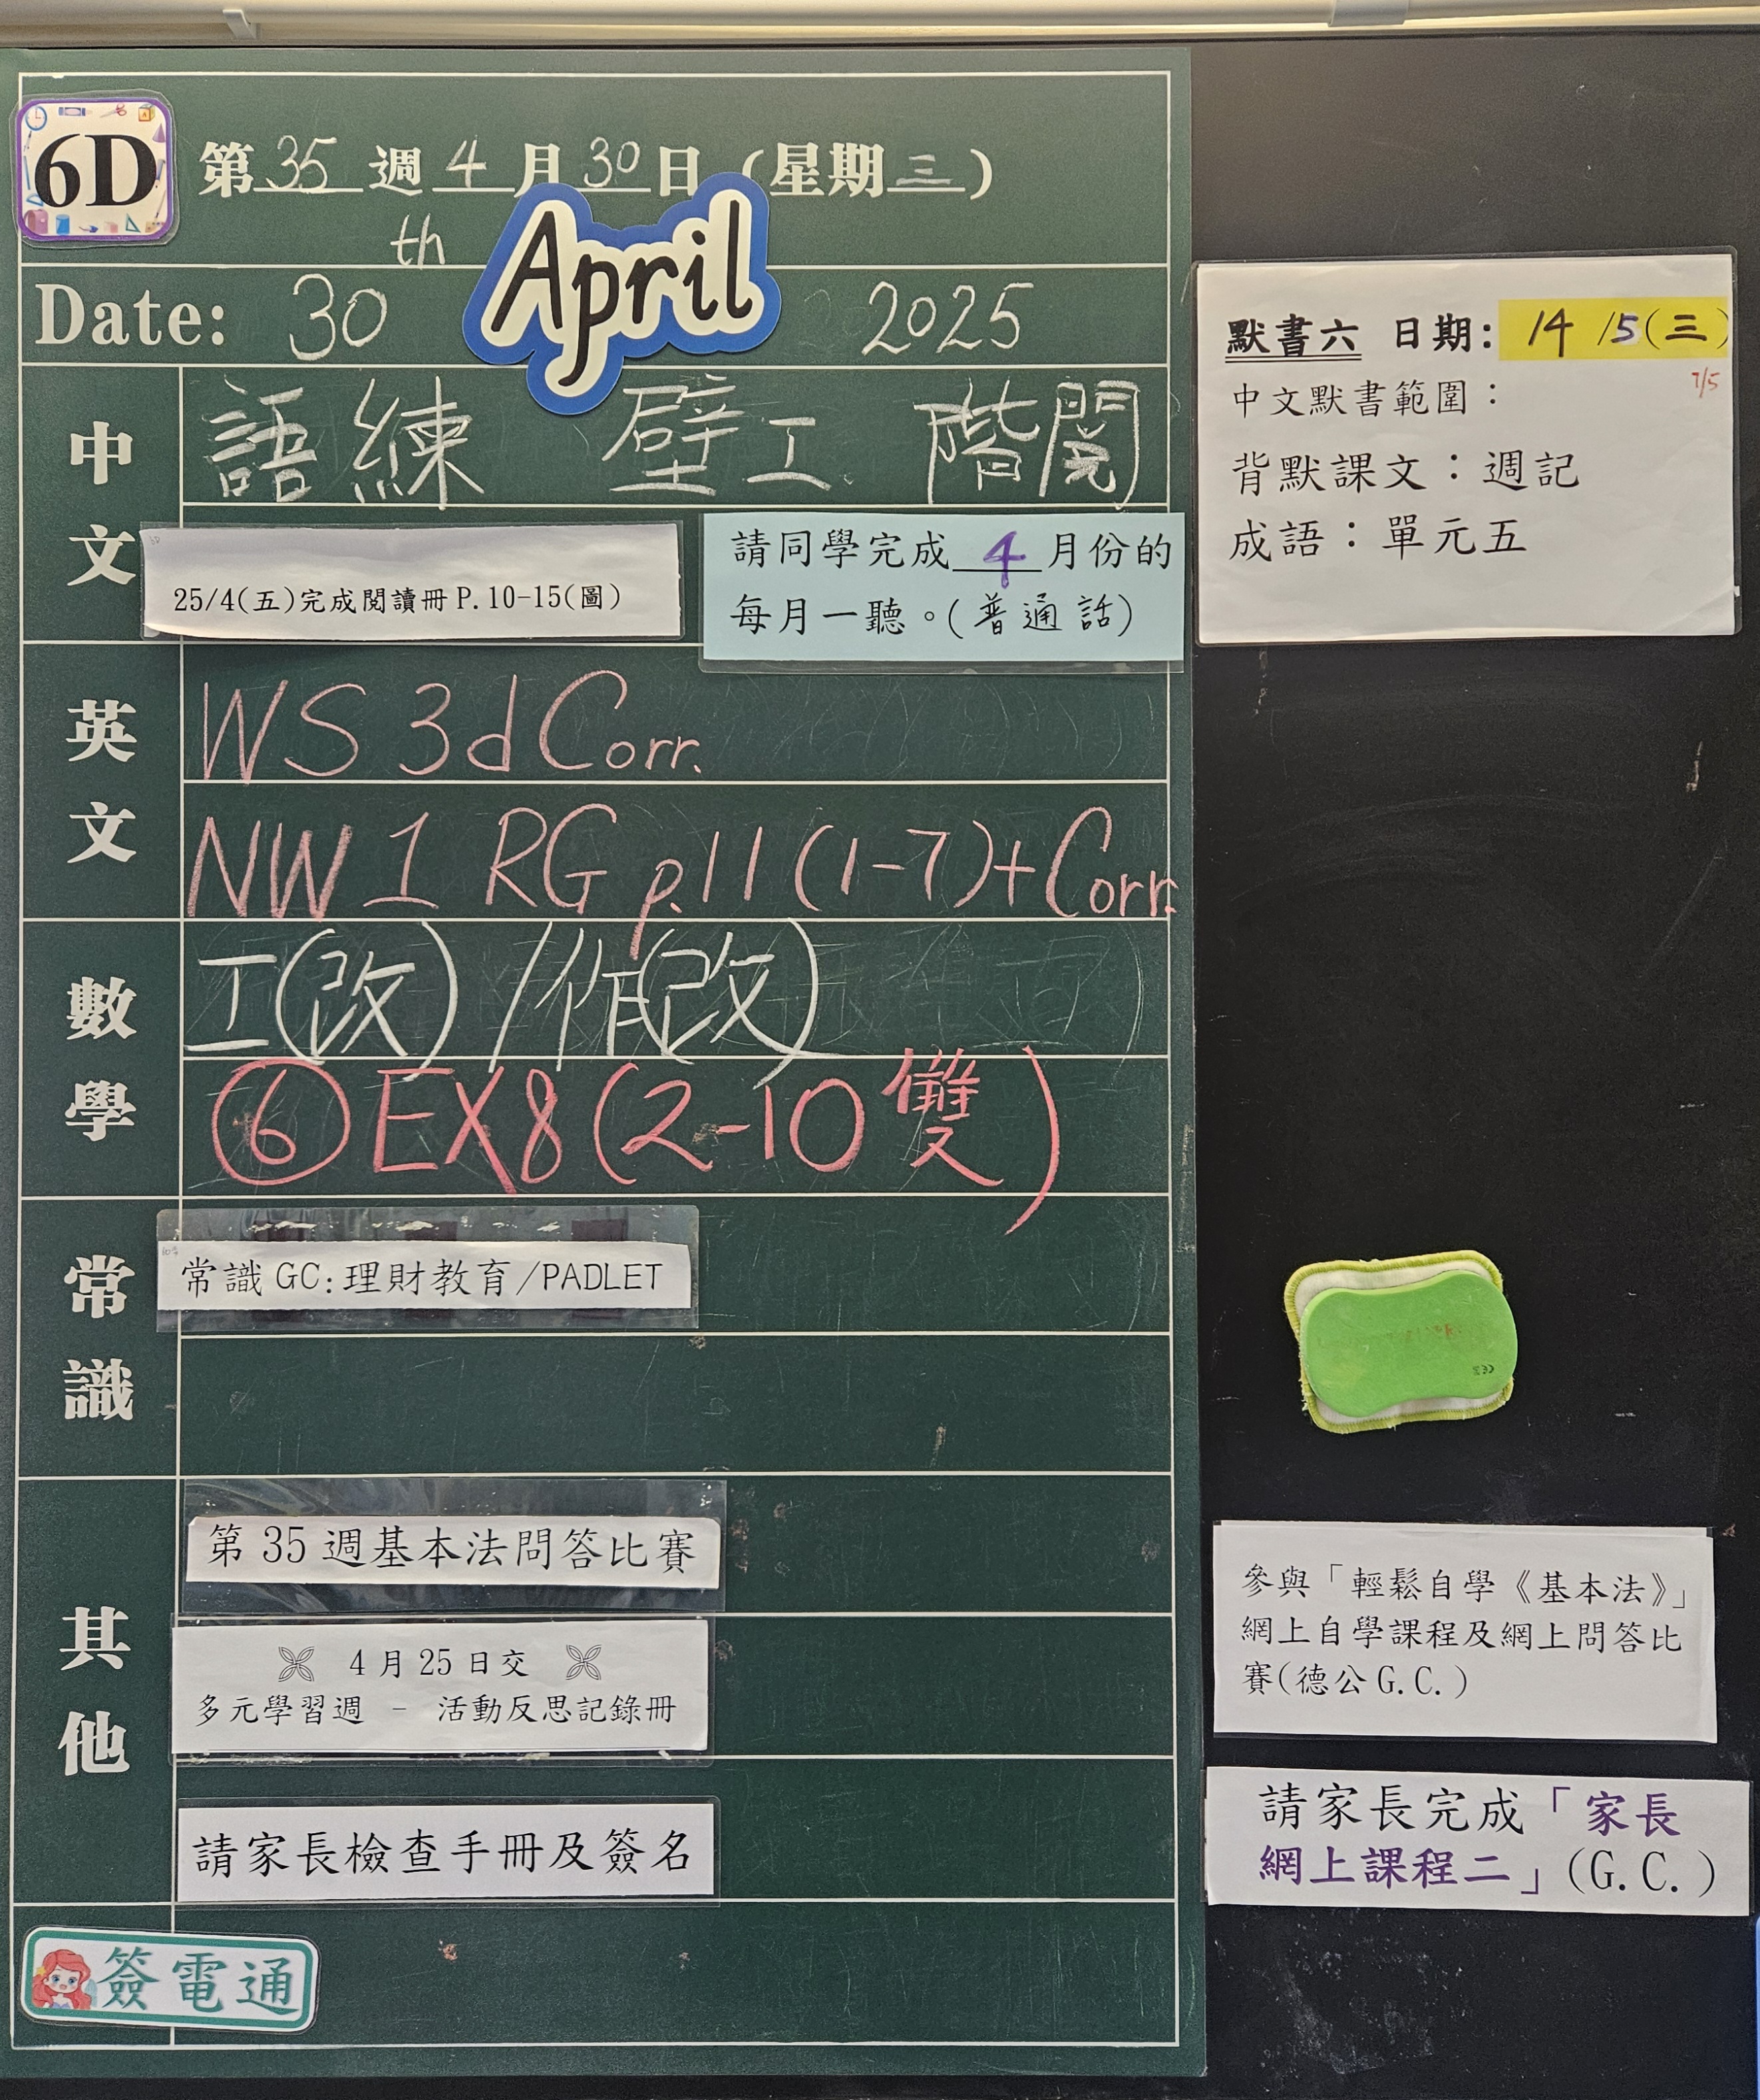 6D
第35週4月30日(星期三)
Date: 30th April 2025
中文
語練 壁工 階閱
25/4(五)完成閱讀冊P.10-15(圖)
請同學完成 4 月份的
每月一聽。(普通話)
英文
WS 3d Corr.
NW 1 RG p.11 (1-7)+Corr.
數學
工(改)/作(改)
⑥EX8(2-10雙)
常識
常識GC:理財教育/PADLET
其他
第35週基本法問答比賽
4月25日交
多元學習週 - 活動反思記錄冊
請家長檢查手冊及簽名
簽電通
默書六 日期: 14/5(三)
7/5
中文默書範圍:
背默課文:週記
成語:單元五
參與「輕鬆自學《基本法》」
網上自學課程及網上問答比
賽(德公G.C.)
請家長完成「家長
網上課程二」(G.C.)